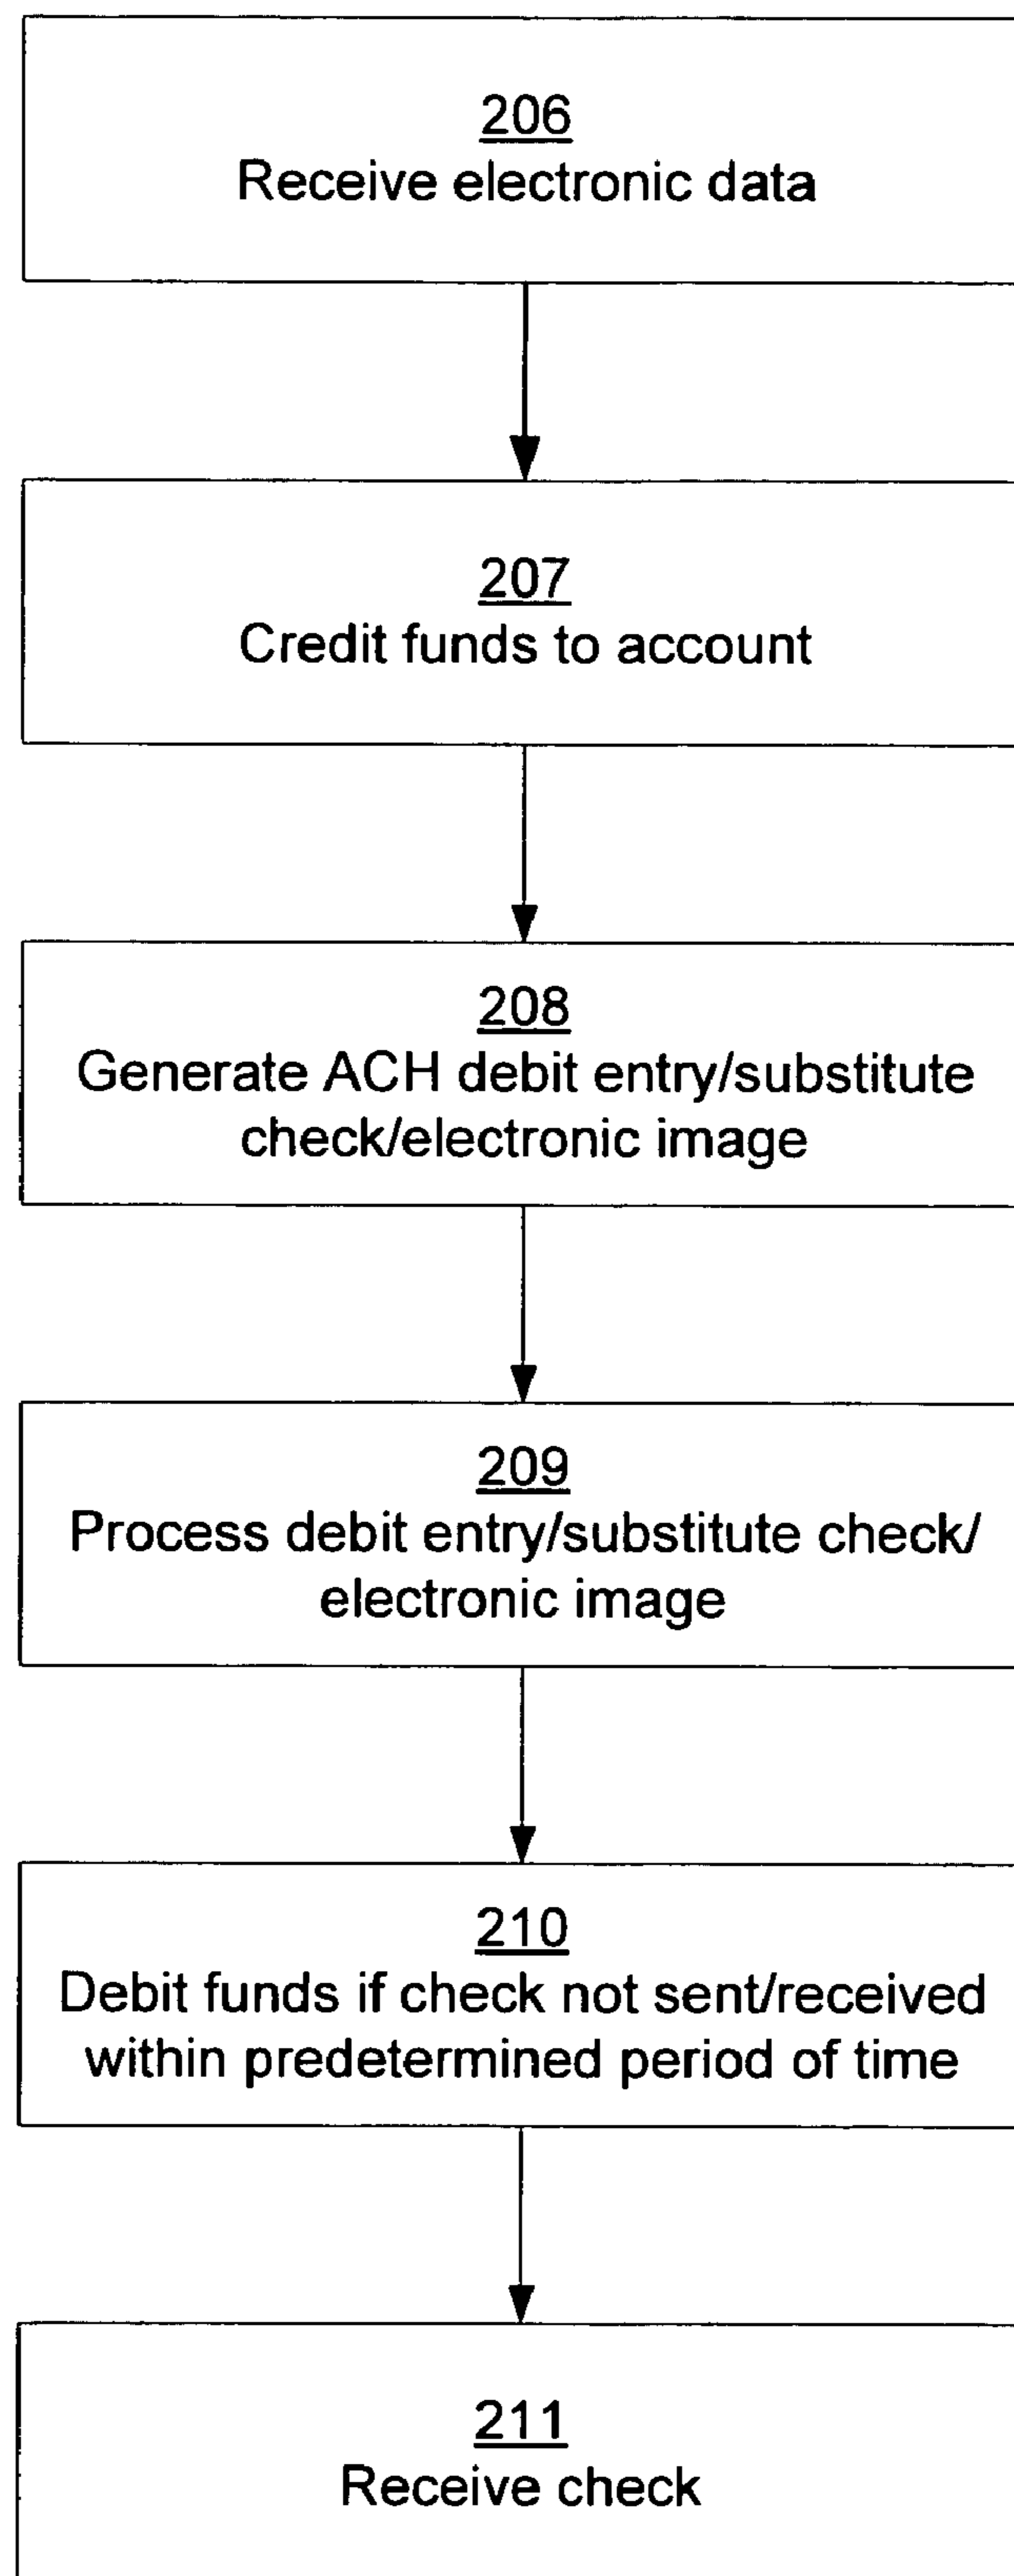 206
Receive electronic data
207
Credit funds to account
208
Generate ACH debit entry/substitute
check/electronic image
209
Process debit entry/substitute check/
electronic image
210
Debit funds if check not sent/received
within predetermined period of time
211
Receive check